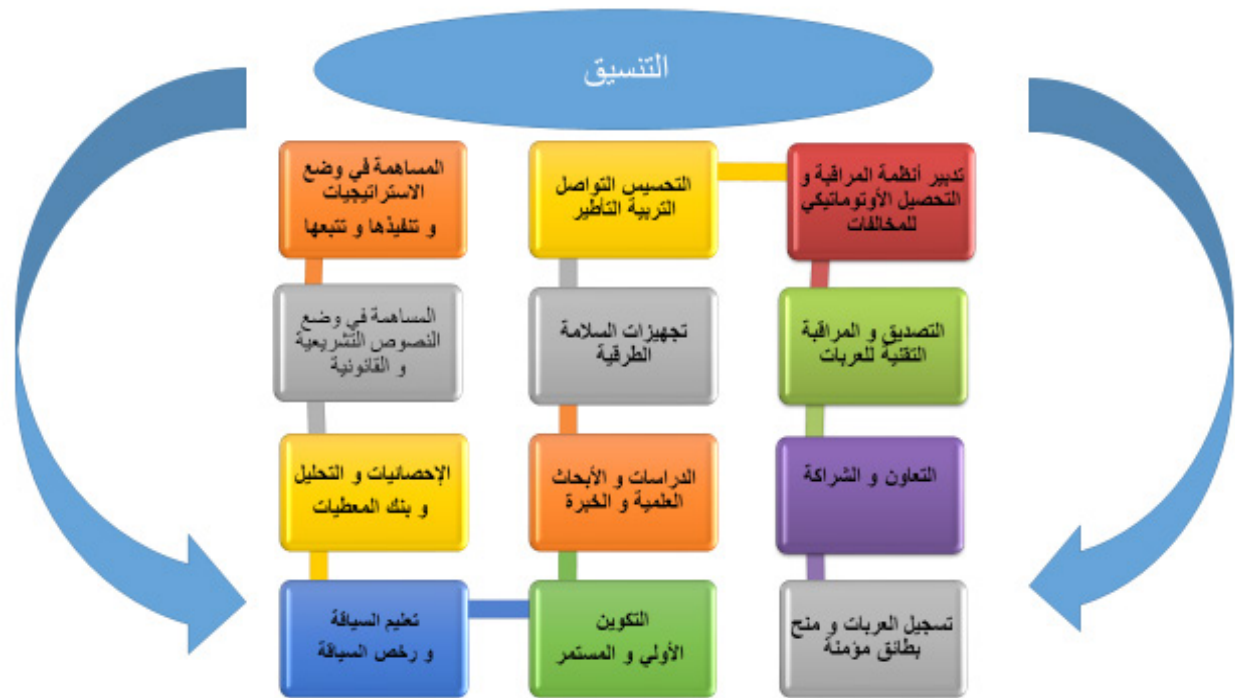 التنسيق
المساهمة في وضع
الاستراتيجيات
و تنفيذها و تتبعها
المساهمة في وضع
النصوص التشريعية
و القانونية
الإحصائيات و التحليل
و بنك المعطيات
تعليم السياقة
و رخص السياقة
التكوين
الأولي و المستمر
الدراسات و الأبحاث
العلمية و الخبرة
تجهيزات السلامة
الطرقية
التحسيس التواصل
التربية التأطير
تدبير أنظمة المراقبة و
التحصيل الأوتوماتيكي
للمخالفات
التصديق و المراقبة
التقنية للعربات
التعاون و الشراكة
تسجيل العربات و منح
بطائق مؤمنة